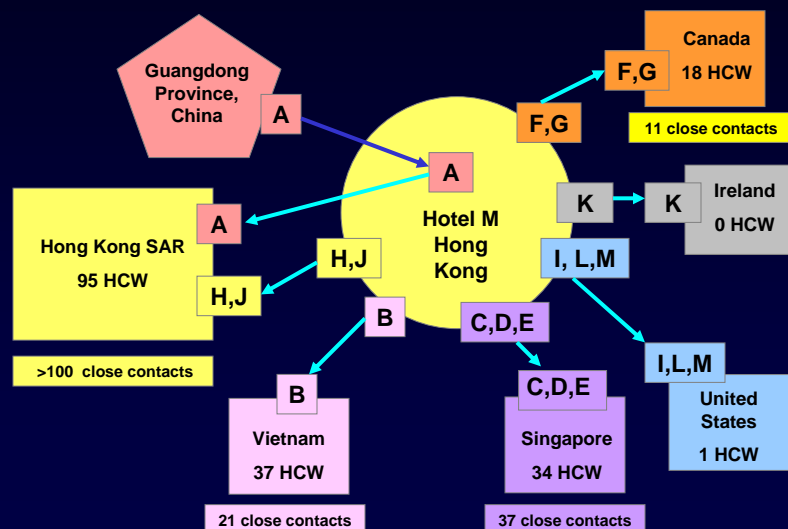 Guangdong
Province,
China
A
A
Hotel M
Hong
Kong
F,G
F,G
Canada
18 HCW
11 close contacts
K
K
Ireland
0 HCW
A
Hong Kong SAR
95 HCW
H,J
H,J
>100 close contacts
I, L,M
I,L,M
United
States
1 HCW
B
B
Vietnam
37 HCW
21 close contacts
C,D,E
C,D,E
Singapore
34 HCW
37 close contacts